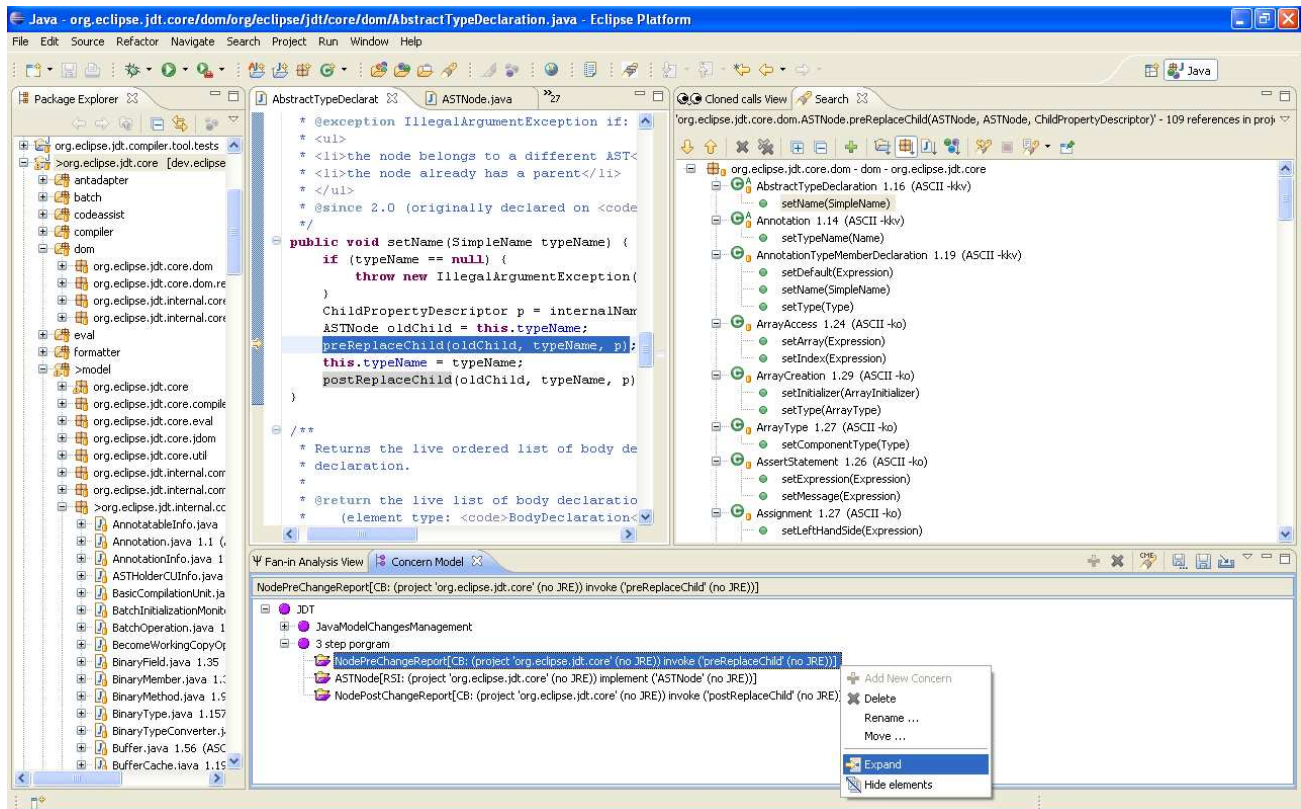 Java - org.eclipse.jdt.core/dom/org/eclipse/jdt/core/dom/AbstractTypeDeclaration.java - Eclipse Platform
File Edit Source Refactor Navigate Search Project Run Window Help
Java
Package Explorer
org.eclipse.jdt.compiler.tool.tests
>org.eclipse.jdt.core [dev.eclipse
antadapter
batch
codeassist
compiler
dom
org.eclipse.jdt.core.dom
org.eclipse.jdt.core.dom.re
org.eclipse.jdt.internal.core
org.eclipse.jdt.internal.core
eval
formatter
>model
org.eclipse.jdt.core
org.eclipse.jdt.core.compile
org.eclipse.jdt.core.eval
org.eclipse.jdt.core.jdom
org.eclipse.jdt.core.util
org.eclipse.jdt.internal.com
org.eclipse.jdt.internal.com
>org.eclipse.jdt.internal.cc
AnnotatableInfo.java
Annotation.java 1.1 (
AnnotationInfo.java 1
ASTHolderCUInfo.java
BasicCompilationUnit.ja
BatchInitializationMonit
BatchOperation.java 1
BecomeWorkingCopyOp
BinaryField.java 1.35
BinaryMember.java 1.
BinaryMethod.java 1.9
BinaryType.java 1.157
BinaryTypeConverter.j
Buffer.java 1.56 (ASC
BufferCache.java 1.19
AbstractTypeDeclarat ASTNode.java »27
* @exception IllegalArgumentException if:
* <ul>
* <li>the node belongs to a different AST<
* <li>the node already has a parent</li>
* </ul>
* @since 2.0 (originally declared on <code
*/
public void setName(SimpleName typeName) {
if (typeName == null) {
throw new IllegalArgumentException(
}
ChildPropertyDescriptor p = internalNam
ASTNode oldChild = this.typeName;
preReplaceChild(oldChild, typeName, p);
this.typeName = typeName;
postReplaceChild(oldChild, typeName, p)
}
/**
* Returns the live ordered list of body de
* declaration.
*
* @return the live list of body declaratio
* (element type: <code>BodyDeclaration<
Cloned calls View Search
'org.eclipse.jdt.core.dom.ASTNode.preReplaceChild(ASTNode, ASTNode, ChildPropertyDescriptor)' - 109 references in proje
org.eclipse.jdt.core.dom - dom - org.eclipse.jdt.core
AbstractTypeDeclaration 1.16 (ASCII -kkv)
setName(SimpleName)
Annotation 1.14 (ASCII -kkv)
setTypeName(Name)
AnnotationTypeMemberDeclaration 1.19 (ASCII -kkv)
setDefault(Expression)
setName(SimpleName)
setType(Type)
ArrayAccess 1.24 (ASCII -ko)
setArray(Expression)
setIndex(Expression)
ArrayCreation 1.29 (ASCII -ko)
setInitializer(ArrayInitializer)
setType(ArrayType)
ArrayType 1.27 (ASCII -ko)
setComponentType(Type)
AssertStatement 1.26 (ASCII -ko)
setExpression(Expression)
setMessage(Expression)
Assignment 1.27 (ASCII -ko)
setLeftHandSide(Expression)
Fan-in Analysis View Concern Model
NodePreChangeReport[CB: (project 'org.eclipse.jdt.core' (no JRE)) invoke ('preReplaceChild' (no JRE))]
JDT
JavaModelChangesManagement
3 step porgram
NodePreChangeReport[CB: (project 'org.eclipse.jdt.core' (no JRE)) invoke ('preReplaceChild' (no JRE))]
ASTNode[RSI: (project 'org.eclipse.jdt.core' (no JRE)) implement ('ASTNode' (no JRE))]
NodePostChangeReport[CB: (project 'org.eclipse.jdt.core' (no JRE)) invoke ('postReplaceChild' (no JRE)
Add New Concern
Delete
Rename ...
Move ...
Expand
Hide elements